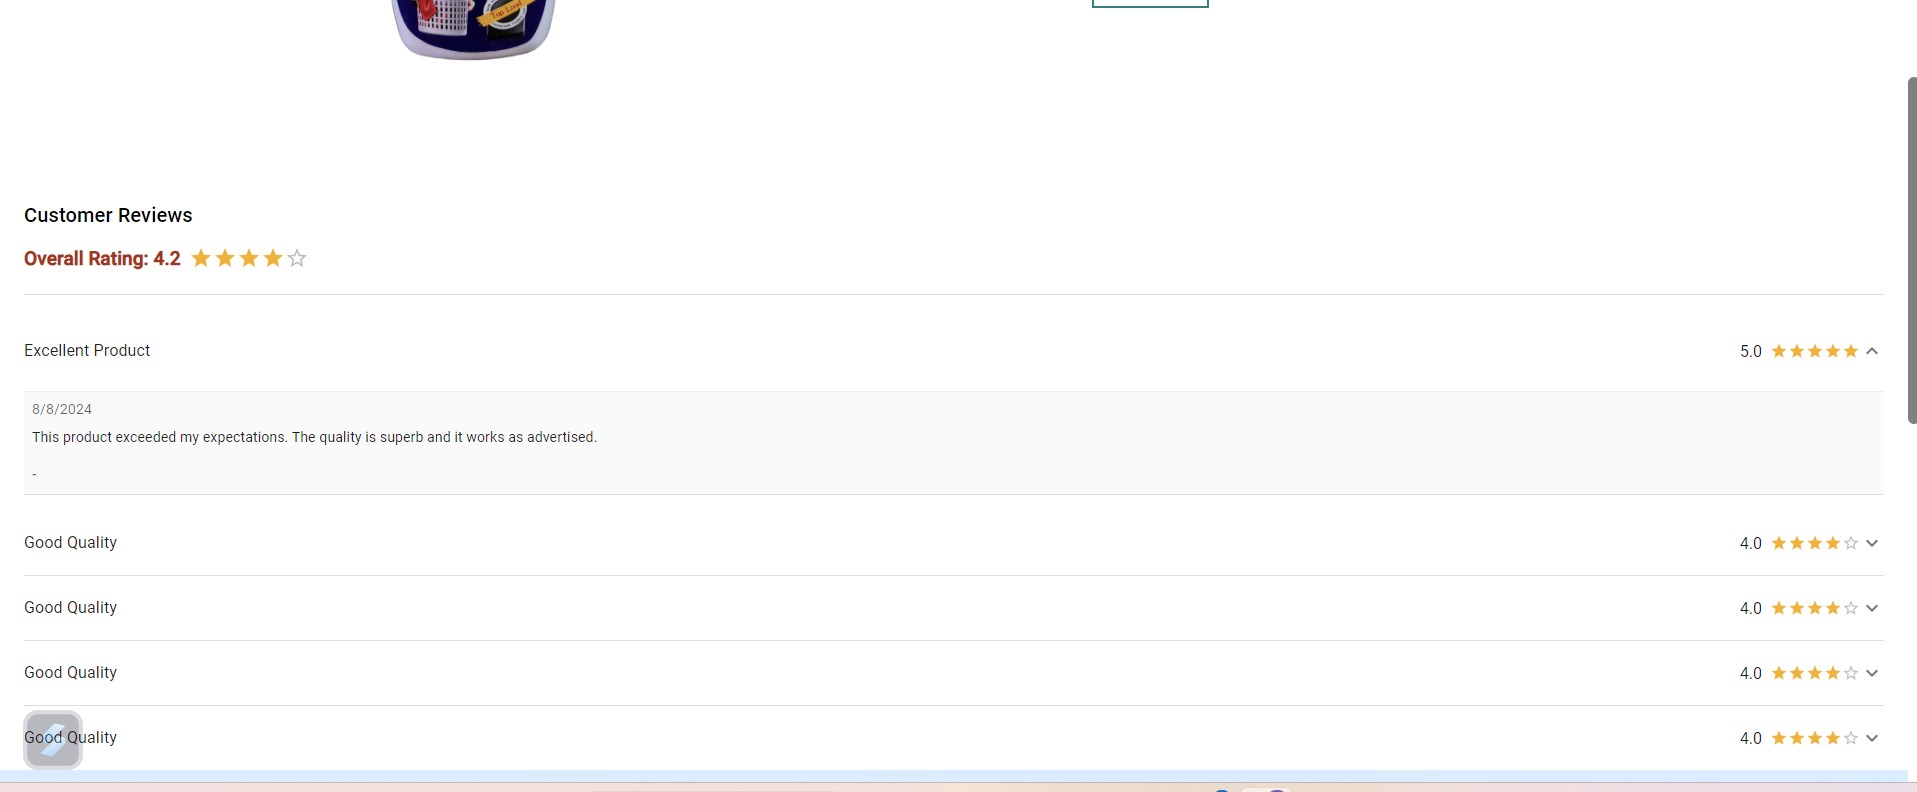 Top Load
Customer Reviews
Overall Rating: 4.2
Excellent Product
5.0
8/8/2024
This product exceeded my expectations. The quality is superb and it works as advertised.
-
Good Quality
4.0
Good Quality
4.0
Good Quality
4.0
Good Quality
4.0